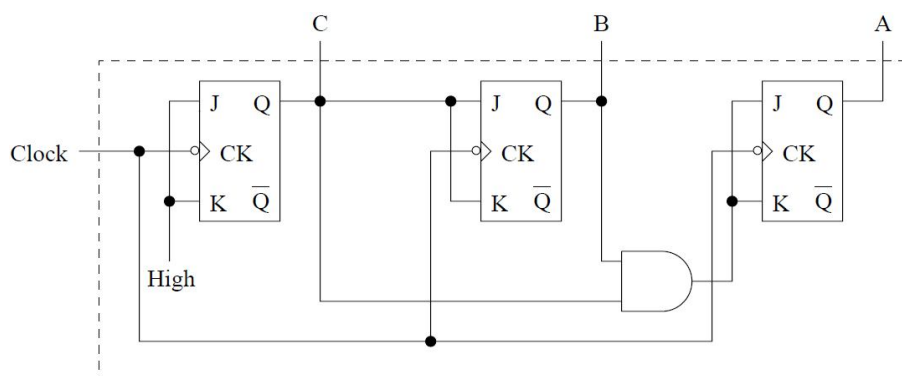 C B A
J Q J Q J Q
Clock CK CK CK
K Q̅ K Q̅ K Q̅
High